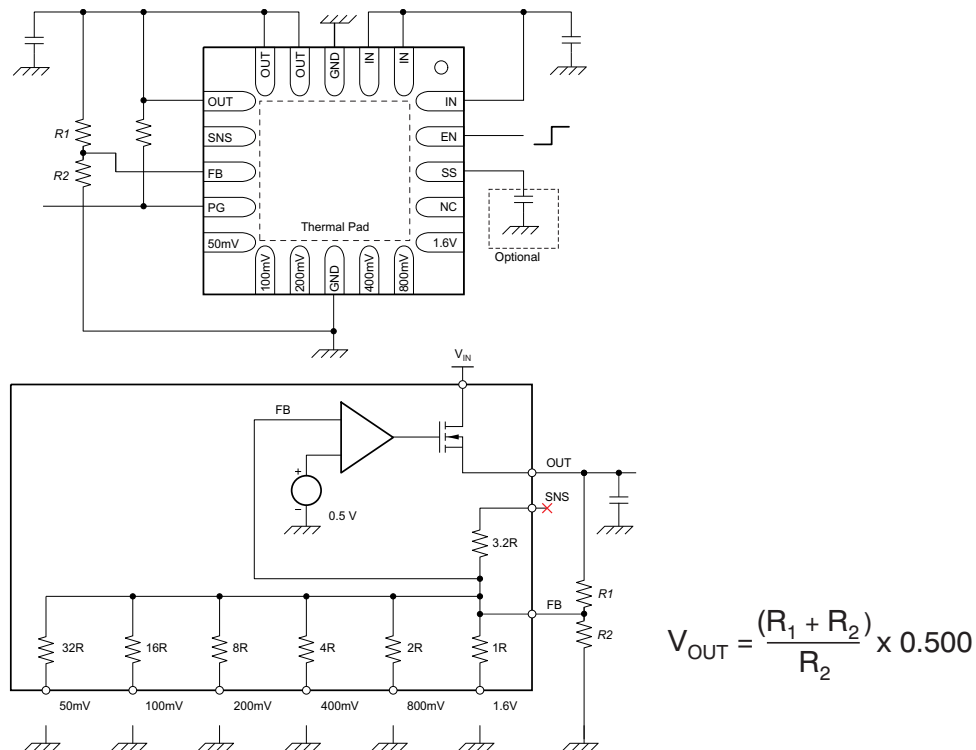 OUT
OUT
GND
IN
IN
OUT
IN
R1
SNS
EN
R2
FB
SS
PG
NC
Thermal Pad
50mV
1.6V
100mV
200mV
GND
400mV
800mV
Optional
VIN
FB
OUT
+
−
0.5 V
SNS
3.2R
FB
R1
R2
32R
16R
8R
4R
2R
1R
50mV
100mV
200mV
400mV
800mV
1.6V
VOUT = (R1 + R2) / R2 x 0.500